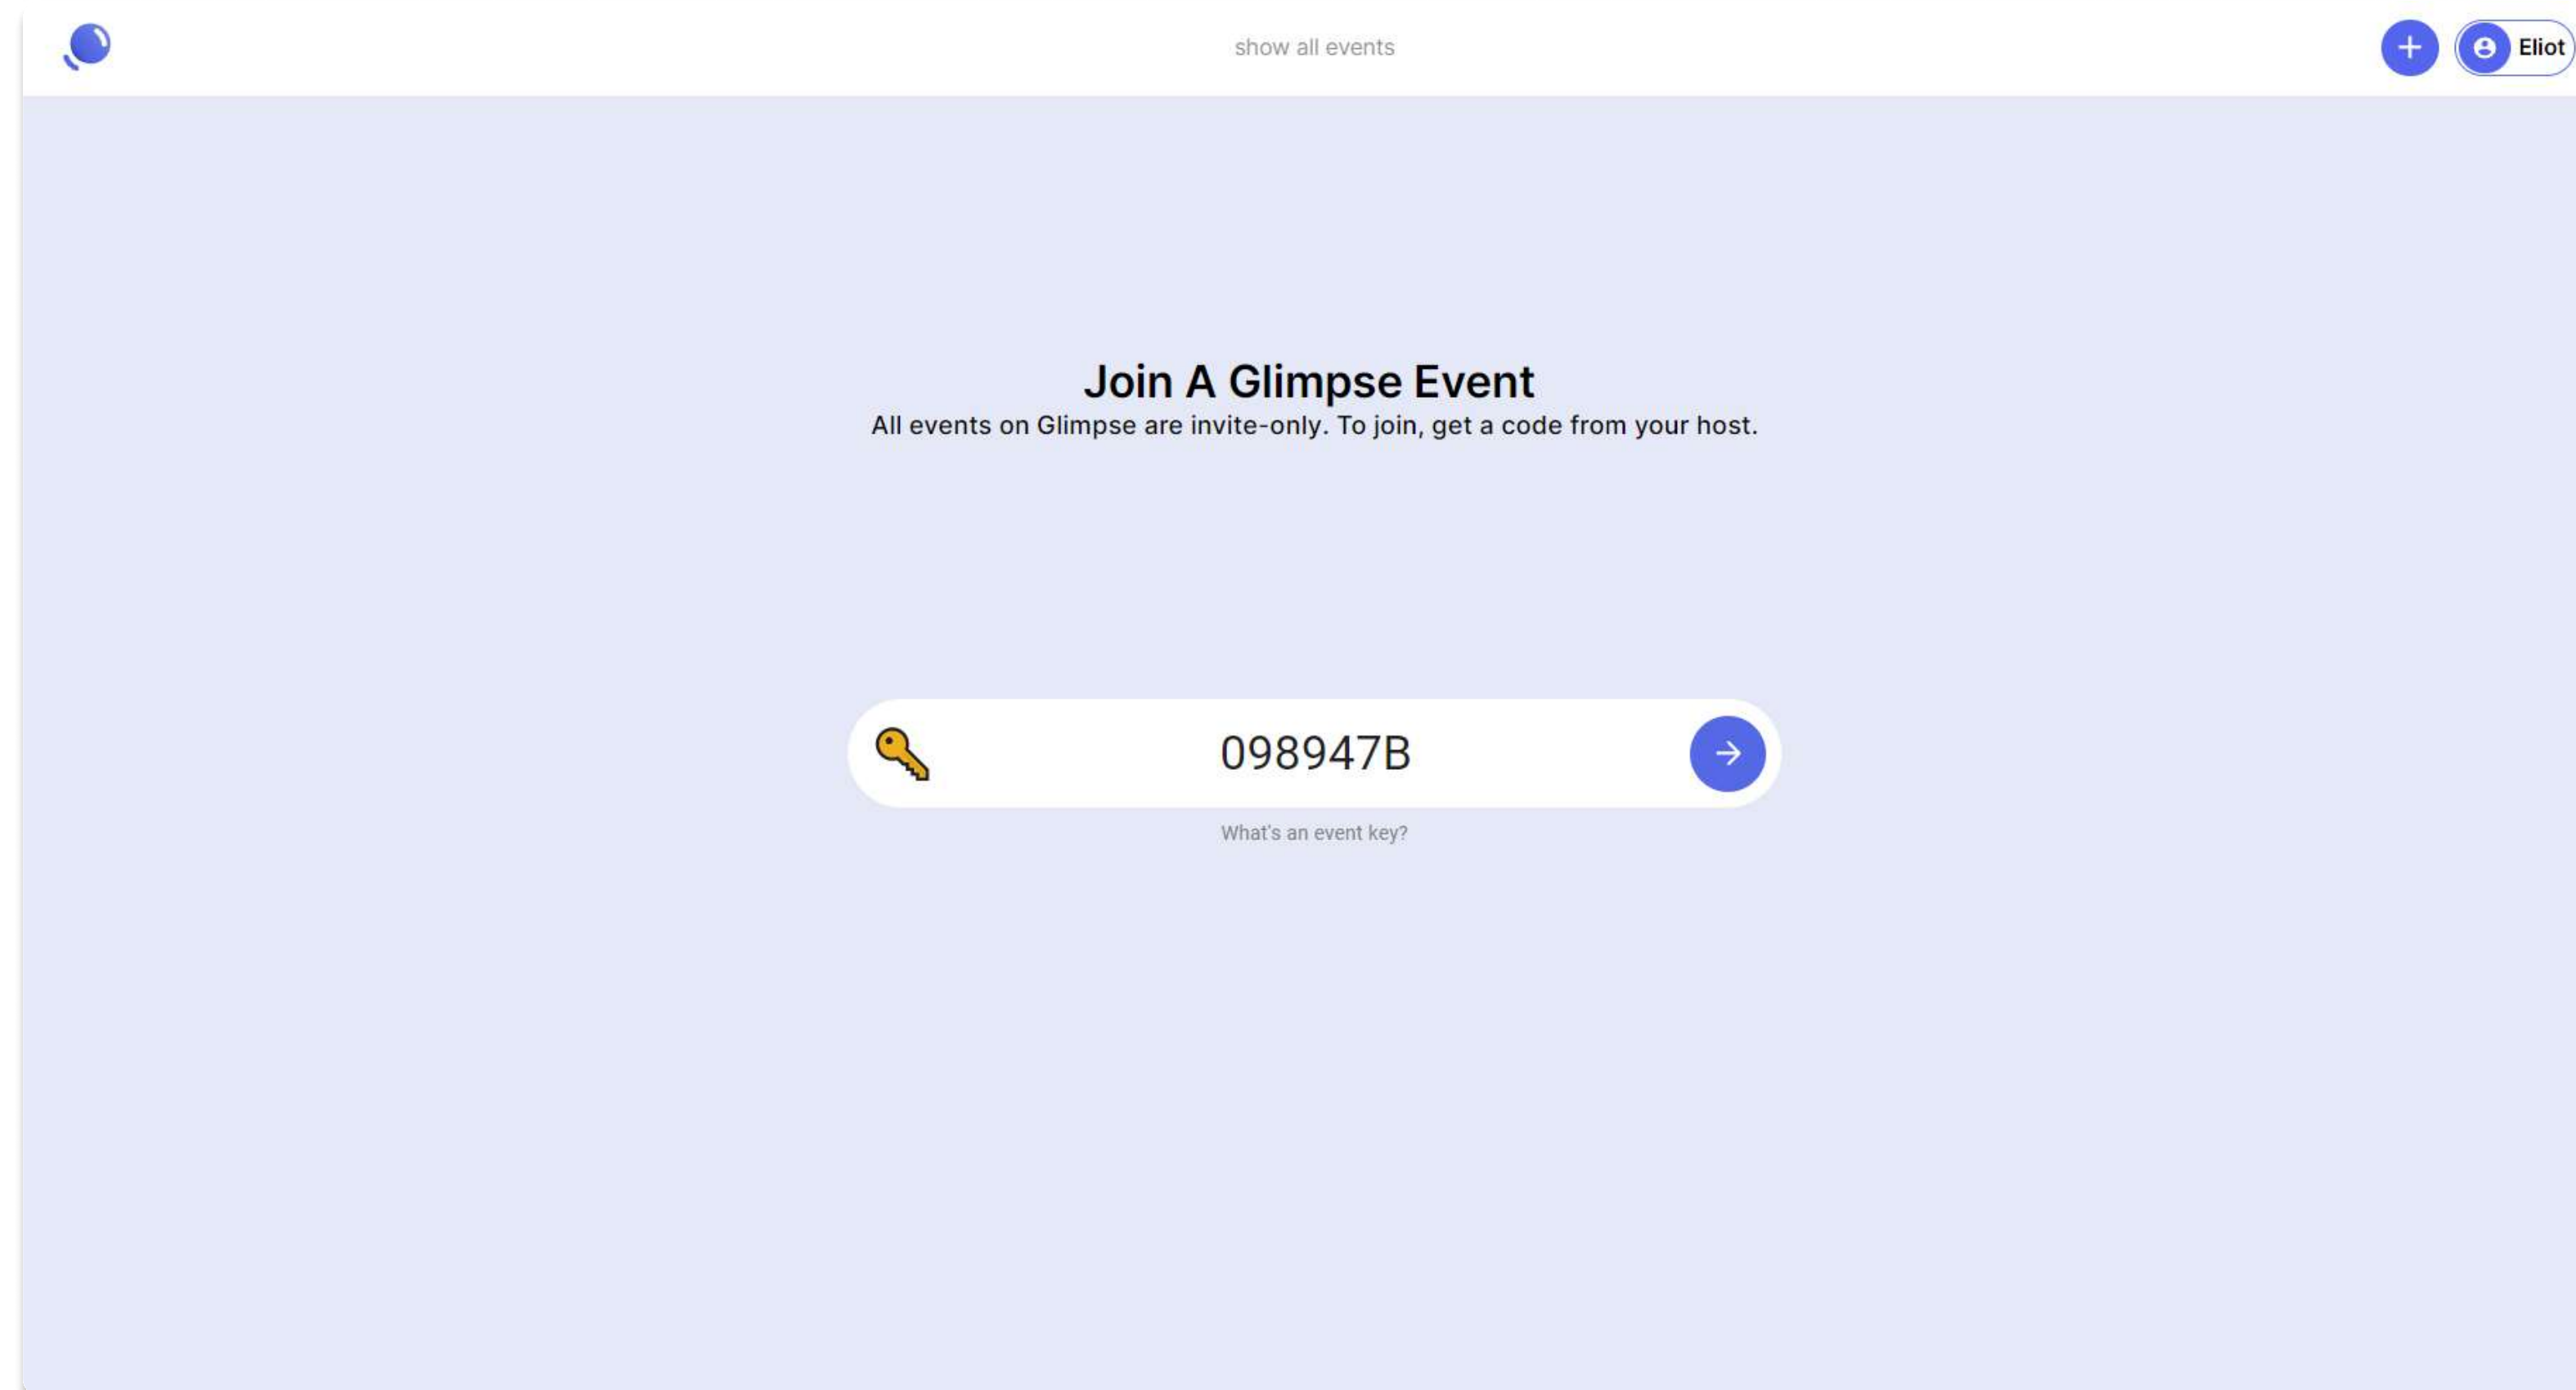 show all events
Eliot
Join A Glimpse Event
All events on Glimpse are invite-only. To join, get a code from your host.
098947B
What's an event key?